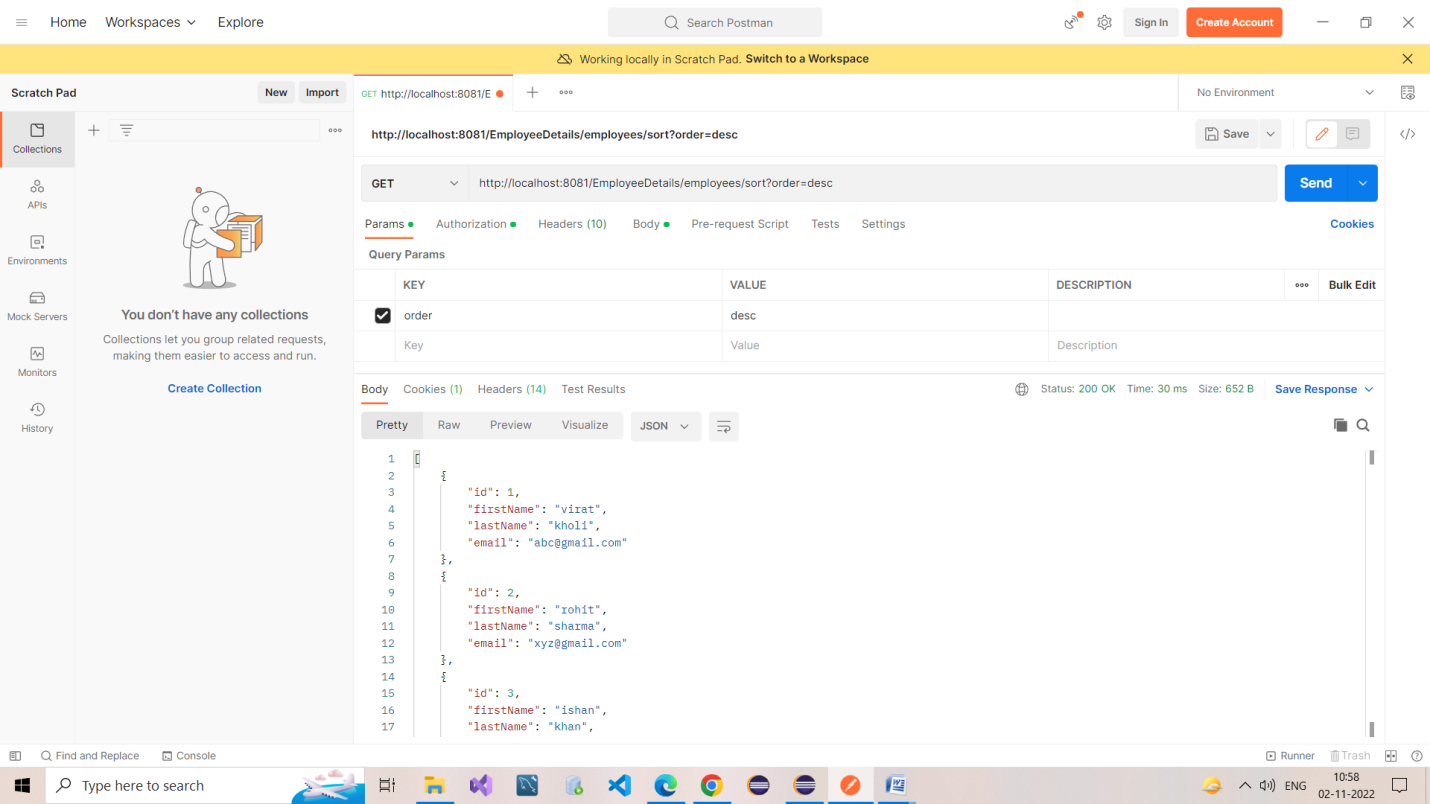 Home Workspaces Explore Search Postman Sign In Create Account
Working locally in Scratch Pad. Switch to a Workspace
Scratch Pad New Import GET http://localhost:8081/E No Environment
http://localhost:8081/EmployeeDetails/employees/sort?order=desc Save
Collections
APIs
Environments
Mock Servers
Monitors
History
You don't have any collections
Collections let you group related requests,
making them easier to access and run.
Create Collection
GET http://localhost:8081/EmployeeDetails/employees/sort?order=desc Send
Params Authorization Headers (10) Body Pre-request Script Tests Settings Cookies
Query Params
KEY VALUE DESCRIPTION Bulk Edit
order desc
Key Value Description
Body Cookies (1) Headers (14) Test Results Status: 200 OK Time: 30 ms Size: 652 B Save Response
Pretty Raw Preview Visualize JSON
1 [
2 {
3 "id": 1,
4 "firstName": "virat",
5 "lastName": "kholi",
6 "email": "abc@gmail.com"
7 },
8 {
9 "id": 2,
10 "firstName": "rohit",
11 "lastName": "sharma",
12 "email": "xyz@gmail.com"
13 },
14 {
15 "id": 3,
16 "firstName": "ishan",
17 "lastName": "khan",
Find and Replace Console Runner Trash
Type here to search ENG 10:58
02-11-2022